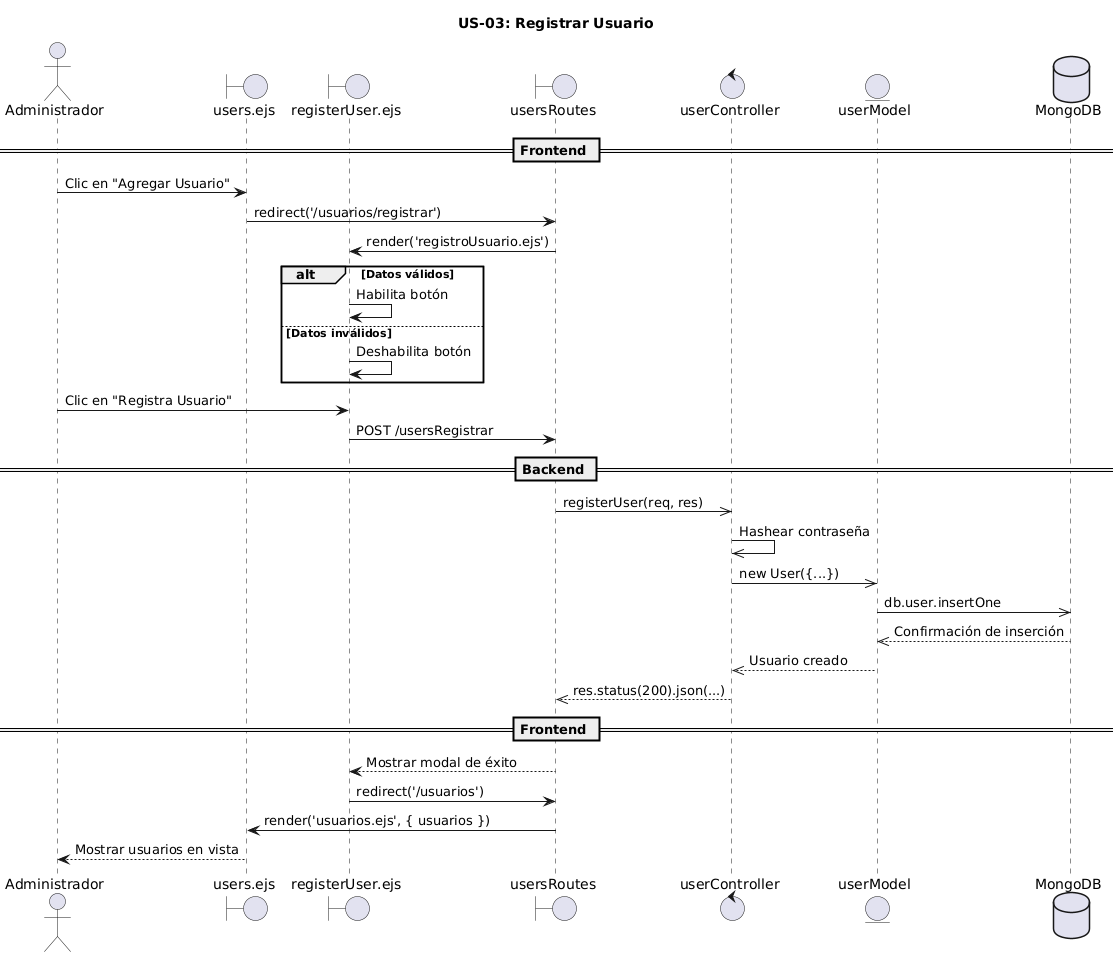 US-03: Registrar Usuario
Administrador
users.ejs
registerUser.ejs
usersRoutes
userController
userModel
MongoDB
Frontend
Clic en "Agregar Usuario"
redirect('/usuarios/registrar')
render('registroUsuario.ejs')
alt [Datos válidos]
Habilita botón
[Datos inválidos]
Deshabilita botón
Clic en "Registra Usuario"
POST /usersRegistrar
Backend
registerUser(req, res)
Hashear contraseña
new User({...})
db.user.insertOne
Confirmación de inserción
Usuario creado
res.status(200).json(...)
Frontend
Mostrar modal de éxito
redirect('/usuarios')
render('usuarios.ejs', { usuarios })
Mostrar usuarios en vista
Administrador
users.ejs
registerUser.ejs
usersRoutes
userController
userModel
MongoDB